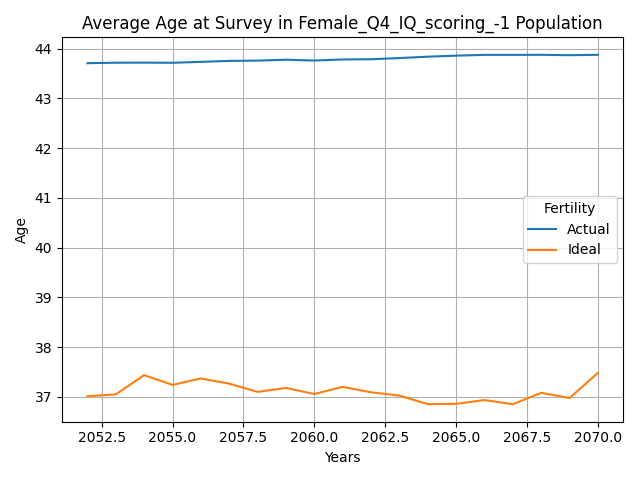 Average Age at Survey in Female_Q4_IQ_scoring_-1 Population
44
43
42
41
40
39
38
37
Age
Fertility
Actual
Ideal
2052.5 2055.0 2057.5 2060.0 2062.5 2065.0 2067.5 2070.0
Years